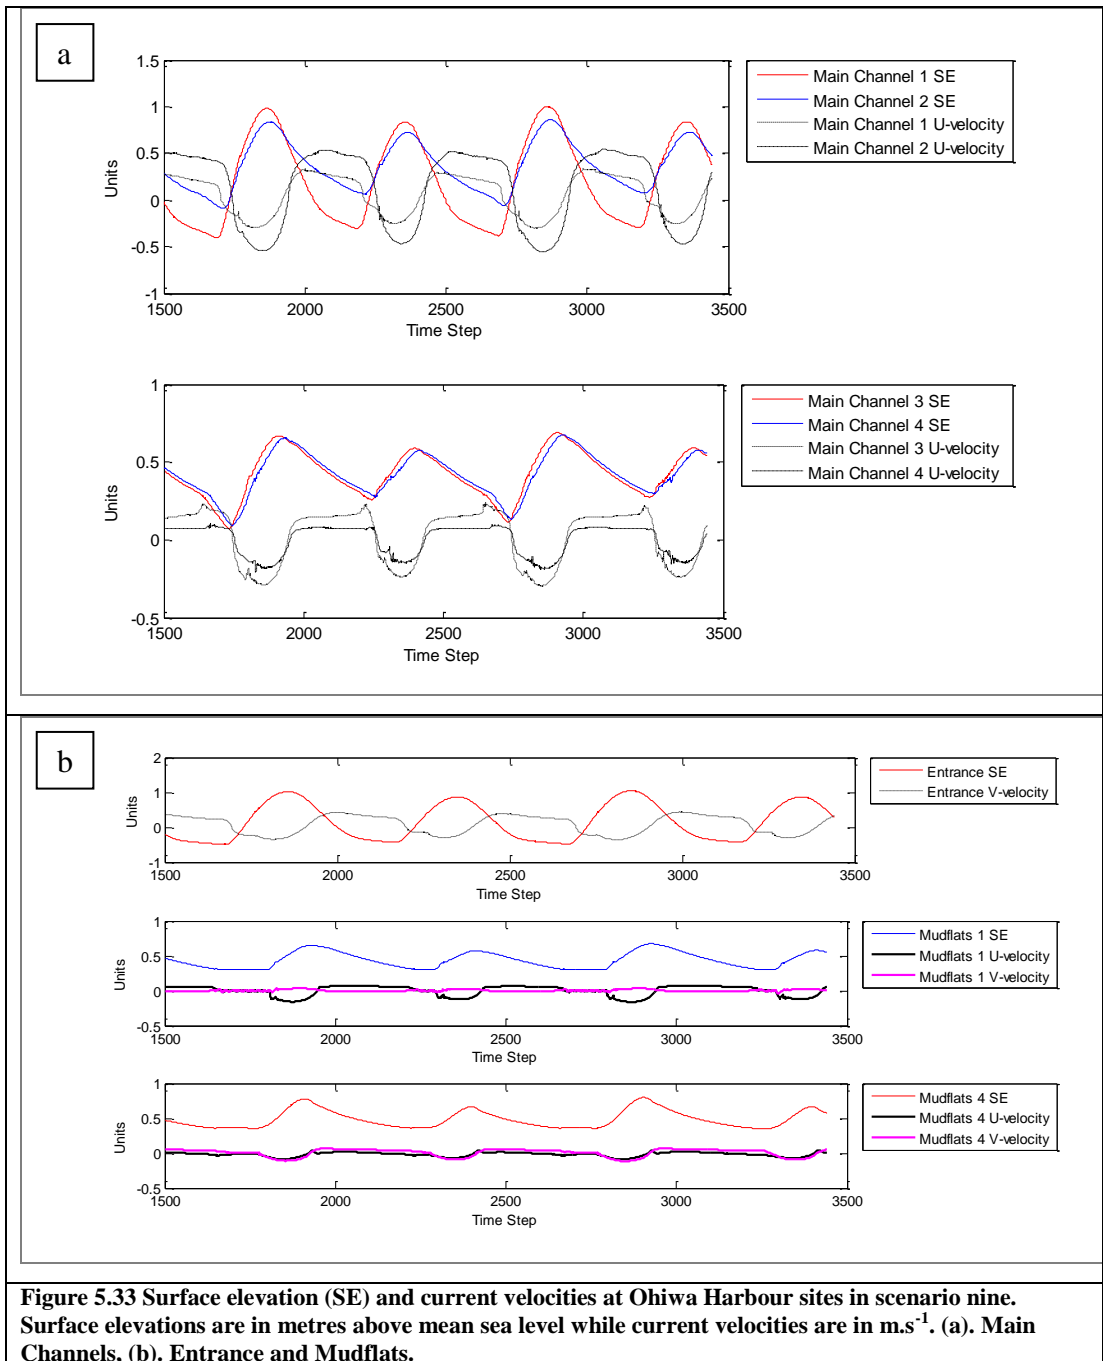 a
1.5
1
0.5
0
-0.5
-1
Units
1500 2000 2500 3000 3500
Time Step
Main Channel 1 SE
Main Channel 2 SE
Main Channel 1 U-velocity
Main Channel 2 U-velocity
1
0.5
0
-0.5
Units
1500 2000 2500 3000 3500
Time Step
Main Channel 3 SE
Main Channel 4 SE
Main Channel 3 U-velocity
Main Channel 4 U-velocity
b
2
1
0
-1
Units
1500 2000 2500 3000 3500
Time Step
Entrance SE
Entrance V-velocity
1
0.5
0
-0.5
Units
1500 2000 2500 3000 3500
Time Step
Mudflats 1 SE
Mudflats 1 U-velocity
Mudflats 1 V-velocity
1
0.5
0
-0.5
Units
1500 2000 2500 3000 3500
Time Step
Mudflats 4 SE
Mudflats 4 U-velocity
Mudflats 4 V-velocity
Figure 5.33 Surface elevation (SE) and current velocities at Ohiwa Harbour sites in scenario nine.
Surface elevations are in metres above mean sea level while current velocities are in m.s⁻¹. (a). Main
Channels, (b). Entrance and Mudflats.